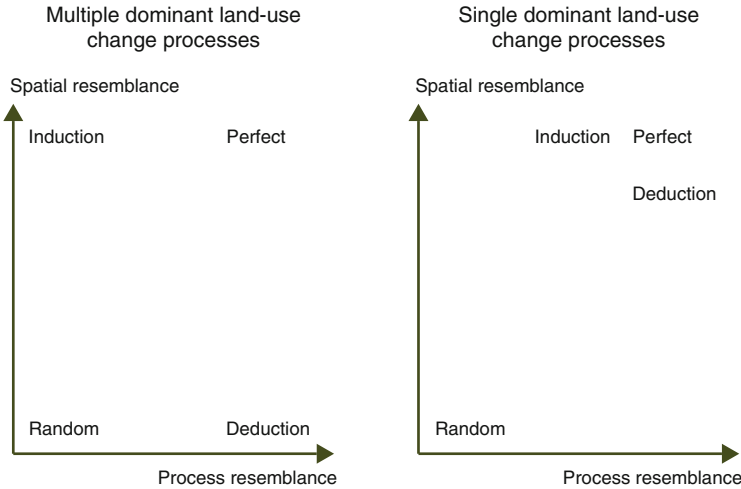 Multiple dominant land-use
change processes
Spatial resemblance
Induction
Perfect
Random
Deduction
Process resemblance
Single dominant land-use
change processes
Spatial resemblance
Induction
Perfect
Deduction
Random
Process resemblance